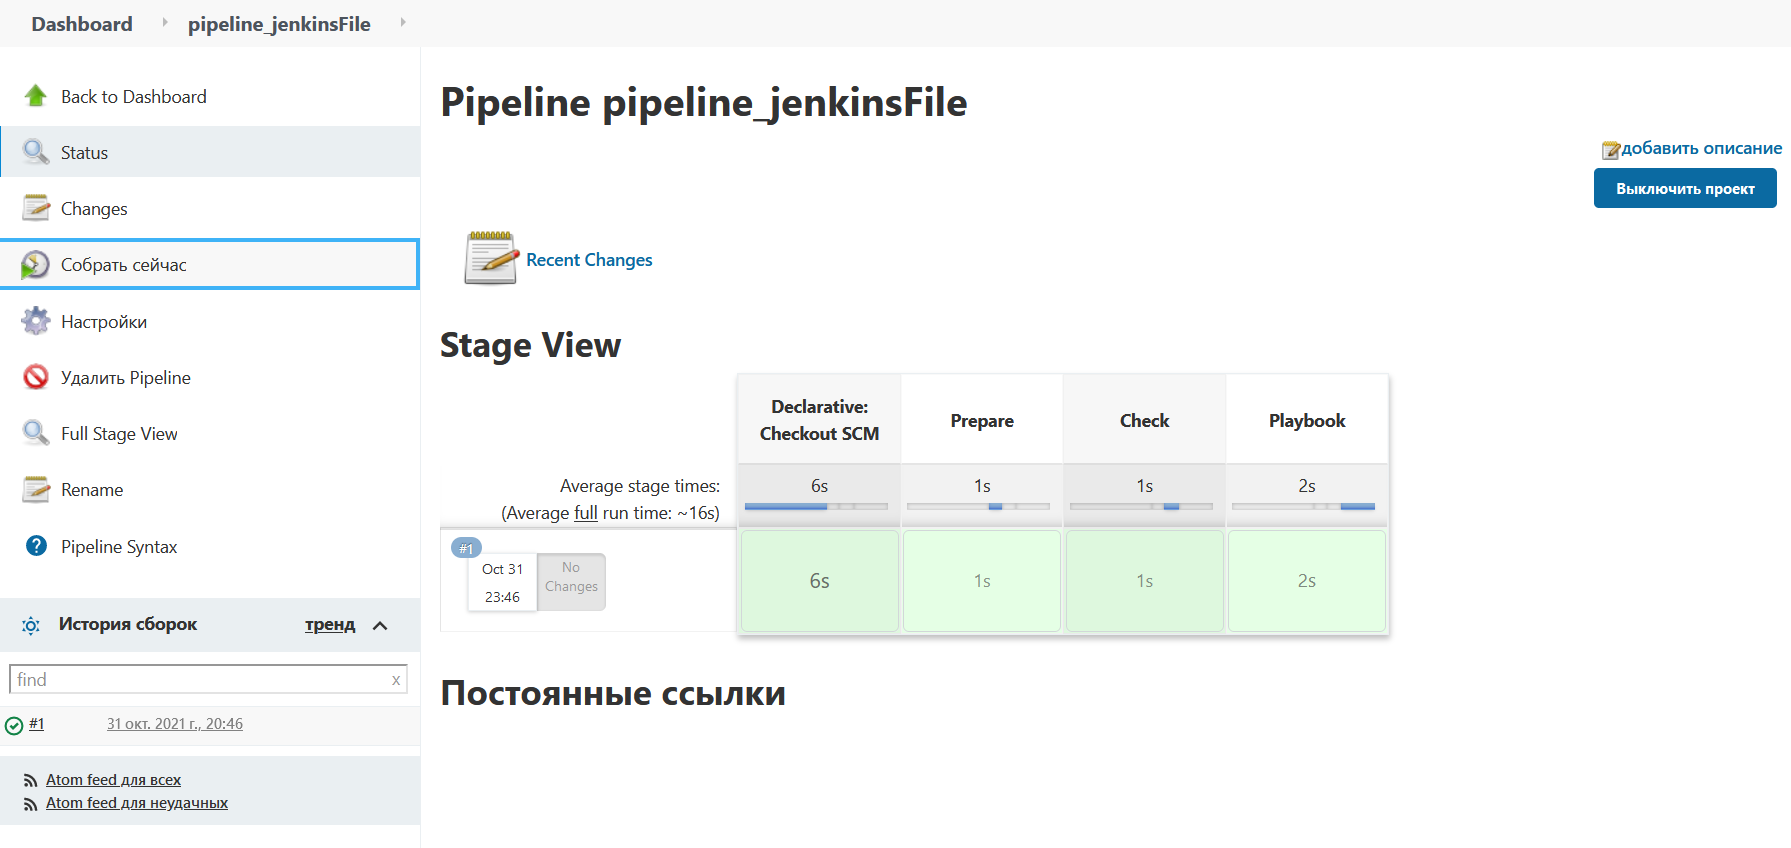 Dashboard pipeline_jenkinsFile
Back to Dashboard
Status
Changes
Собрать сейчас
Настройки
Удалить Pipeline
Full Stage View
Rename
? Pipeline Syntax
История сборок тренд
find x
#1 31 окт. 2021 г., 20:46
Atom feed для всех
Atom feed для неудачных
Pipeline pipeline_jenkinsFile
добавить описание
Выключить проект
Recent Changes
Stage View
Declarative:
Checkout SCM
Prepare
Check
Playbook
Average stage times:
(Average full run time: ~16s)
6s 1s 1s 2s
#1
Oct 31
23:46
No
Changes
6s 1s 1s 2s
Постоянные ссылки